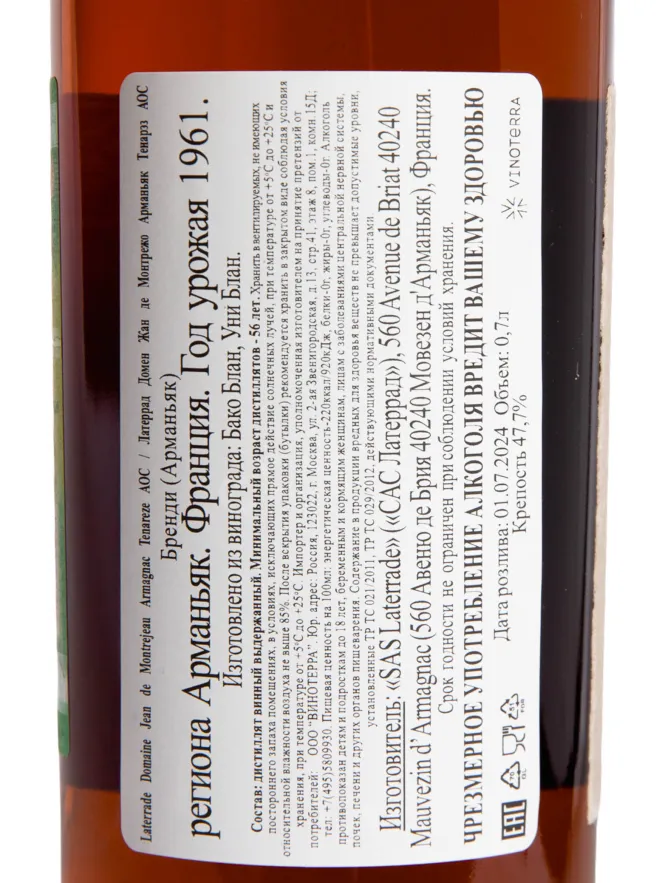 Laterrade Domaine Jean de Montrejeau Armagnac Tenareze AOC / Латеррад Домен Жан де Монтрежо Арманьяк Тенарэз АОС
Бренди (Арманьяк)
региона Арманьяк. Франция. Год урожая 1961.
Изготовлено из винограда: Бако Блан, Уни Блан.
Состав: дистиллят винный выдержанный. Минимальный возраст дистиллятов - 56 лет. Хранить в вентилируемых, не имеющих
постороннего запаха помещениях, в условиях, исключающих прямое действие солнечных лучей, при температуре от +5°С до +25°С и
относительной влажности воздуха не выше 85%. После вскрытия упаковки (бутылки) рекомендуется хранить в закрытом виде соблюдая условия
хранения, при температуре от +5°С до +25°С. Импортер и организация, уполномоченная изготовителем на принятие претензий от
потребителей: ООО "ВИНОТЕРРА". Юр. адрес: Россия, 123022, г. Москва, ул. 2-ая Звенигородская, д.13, стр.41, этаж 8, пом.1, комн.15Д;
тел. +7(495)5809930. Пищевая ценность на 100мл: энергетическая ценность-220ккал/920кДж, белки-0г, жиры-0г, углеводы-0г. Алкоголь
противопоказан детям и подросткам до 18 лет, беременным и кормящим женщинам, лицам с заболеваниями центральной нервной системы,
почек, печени и других органов пищеварения. Содержание в продукции вредных для здоровья веществ не превышает допустимые уровни,
установленные ТР ТС 021/2011, ТР ТС 029/2012, действующими нормативными документами
Изготовитель: «SAS Laterrade» («САС Латеррад»), 560 Avenue de Briat 40240
Mauvezin d’Armagnac (560 Авеню де Брия 40240 Мовезен д'Арманьяк), Франция.
Срок годности не ограничен при соблюдении условий хранения.
ЧРЕЗМЕРНОЕ УПОТРЕБЛЕНИЕ АЛКОГОЛЯ ВРЕДИТ ВАШЕМУ ЗДОРОВЬЮ
Дата розлива: 01.07.2024 Объем: 0,7л
Крепость 47,7%
EAC
VINOTERRA